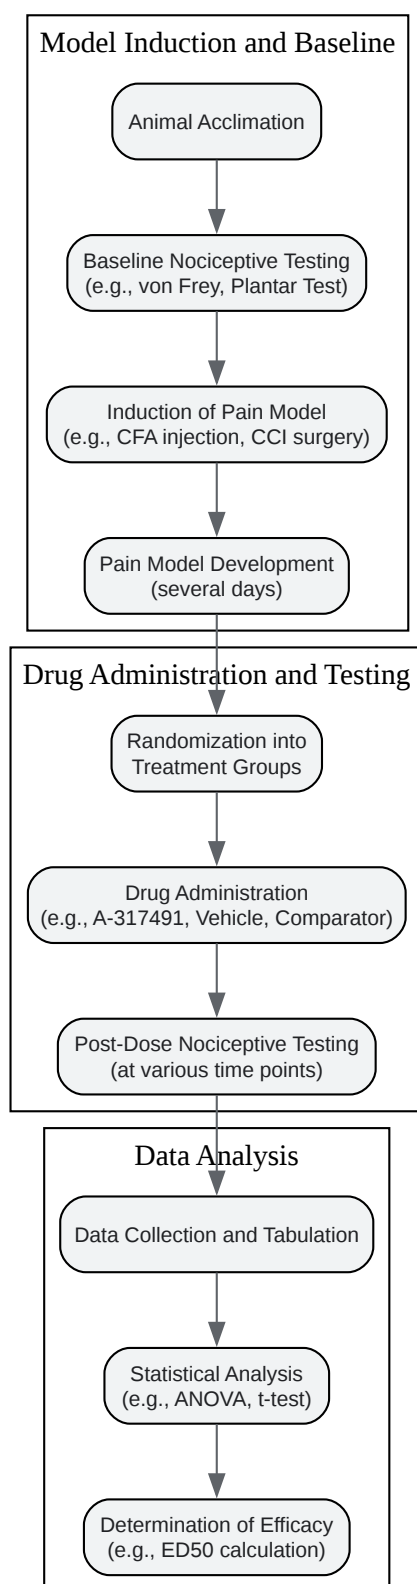 Model Induction and Baseline
Animal Acclimation
Baseline Nociceptive Testing
(e.g., von Frey, Plantar Test)
Induction of Pain Model
(e.g., CFA injection, CCI surgery)
Pain Model Development
(several days)
Drug Administration and Testing
Randomization into
Treatment Groups
Drug Administration
(e.g., A-317491, Vehicle, Comparator)
Post-Dose Nociceptive Testing
(at various time points)
Data Analysis
Data Collection and Tabulation
Statistical Analysis
(e.g., ANOVA, t-test)
Determination of Efficacy
(e.g., ED50 calculation)